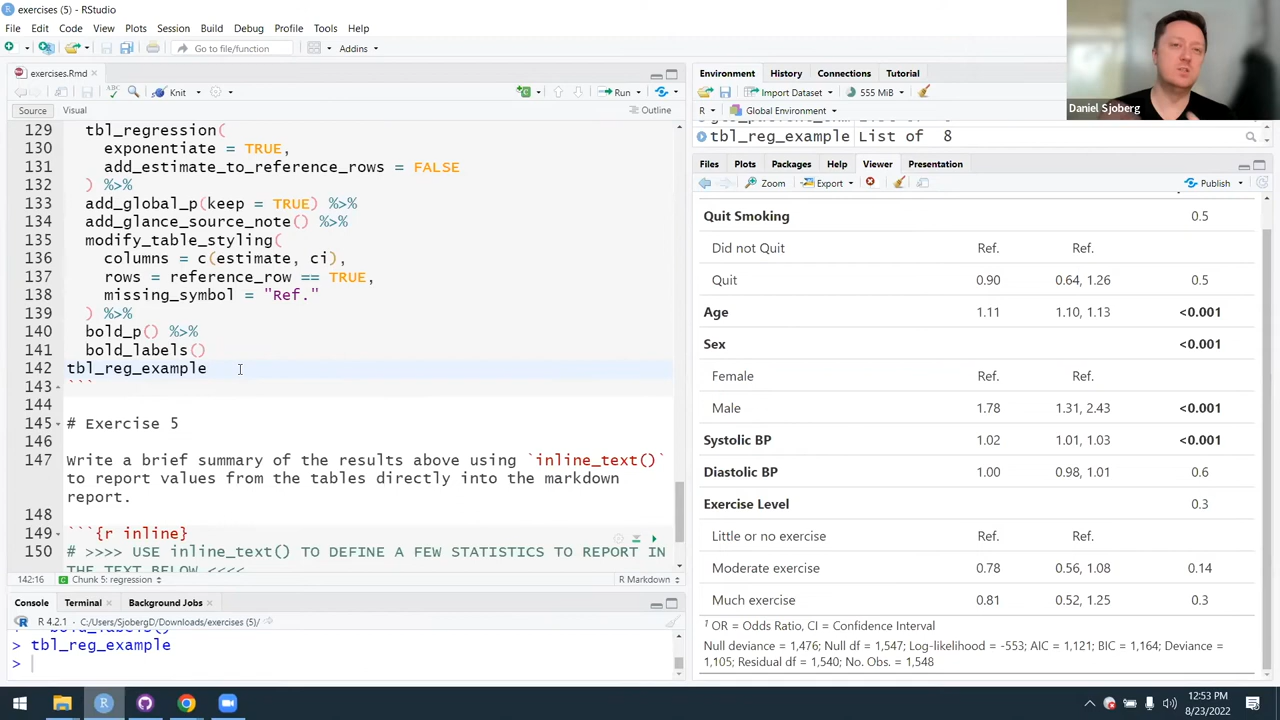 exercises (5) - RStudio
File Edit Code View Plots Session Build Debug Profile Tools Help
Go to file/function Addins
Daniel Sjoberg
exercises.Rmd
Knit Run
Source Visual Outline
129 tbl_regression(
130 exponentiate = TRUE,
131 add_estimate_to_reference_rows = FALSE
132 ) %>%
133 add_global_p(keep = TRUE) %>%
134 add_glance_source_note() %>%
135 modify_table_styling(
136 columns = c(estimate, ci),
137 rows = reference_row == TRUE,
138 missing_symbol = "Ref."
139 ) %>%
140 bold_p() %>%
141 bold_labels()
142 tbl_reg_example
143 ```
144
145 # Exercise 5
146
147 Write a brief summary of the results above using `inline_text()`
to report values from the tables directly into the markdown
report.
148
149 ```{r inline}
150 # >>>> USE inline_text() TO DEFINE A FEW STATISTICS TO REPORT IN
THE TEXT BELOW <<<<
142:16 Chunk 5: regression R Markdown
Console Terminal Background Jobs
R 4.2.1 · C:/Users/SjobergD/Downloads/exercises (5)/
> tbl_reg_example
>
Environment History Connections Tutorial
Import Dataset 555 MiB
R Global Environment
tbl_reg_example List of 8
Files Plots Packages Help Viewer Presentation
Zoom Export Publish
Quit Smoking 0.5
Did not Quit Ref. Ref.
Quit 0.90 0.64, 1.26 0.5
Age 1.11 1.10, 1.13 <0.001
Sex <0.001
Female Ref. Ref.
Male 1.78 1.31, 2.43 <0.001
Systolic BP 1.02 1.01, 1.03 <0.001
Diastolic BP 1.00 0.98, 1.01 0.6
Exercise Level 0.3
Little or no exercise Ref. Ref.
Moderate exercise 0.78 0.56, 1.08 0.14
Much exercise 0.81 0.52, 1.25 0.3
1 OR = Odds Ratio, CI = Confidence Interval
Null deviance = 1,476; Null df = 1,547; Log-likelihood = -553; AIC = 1,121; BIC = 1,164; Deviance =
1,105; Residual df = 1,540; No. Obs. = 1,548
12:53 PM
8/23/2022